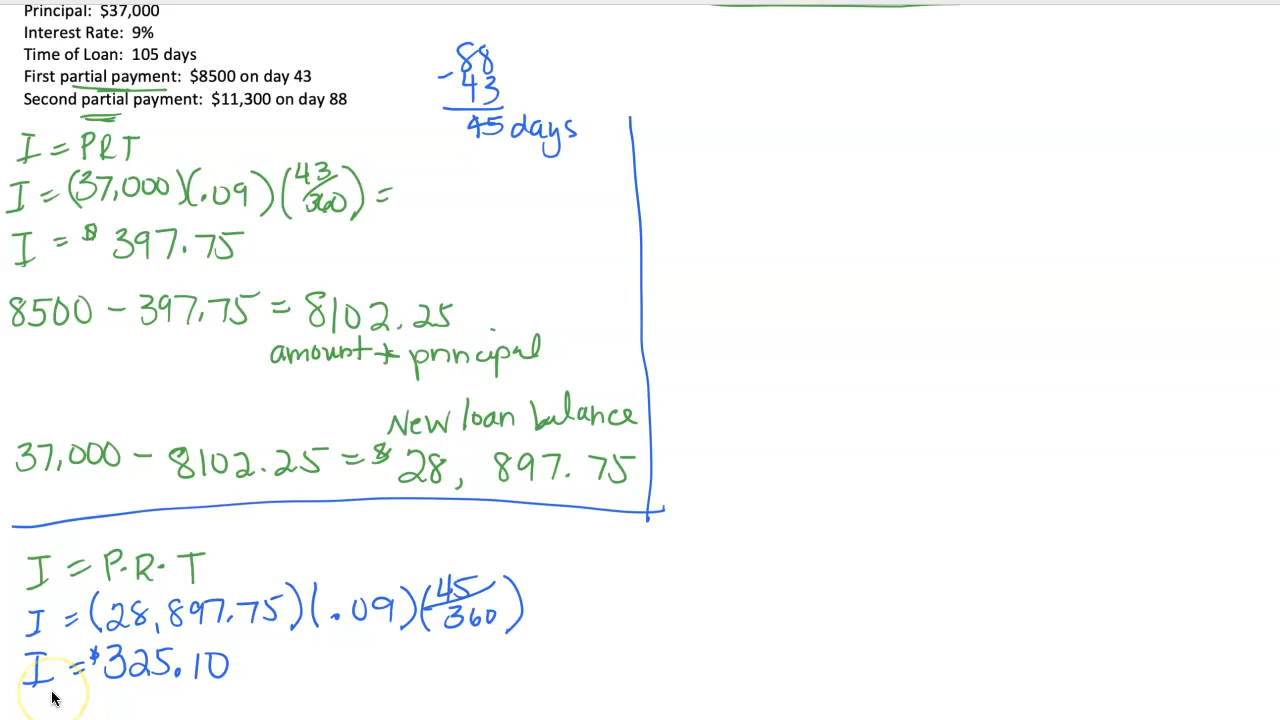 Principal: $37,000
Interest Rate: 9%
Time of Loan: 105 days
First partial payment: $8500 on day 43
Second partial payment: $11,300 on day 88
88
- 43
45 days
I = PRT
I = (37,000)(.09)(43/360) =
I = $397.75
8500 - 397.75 = 8102.25
amount + principal
New loan balance
37,000 - 8102.25 = $28,897.75
I = P·R·T
I = (28,897.75)(.09)(45/360)
I = $325.10